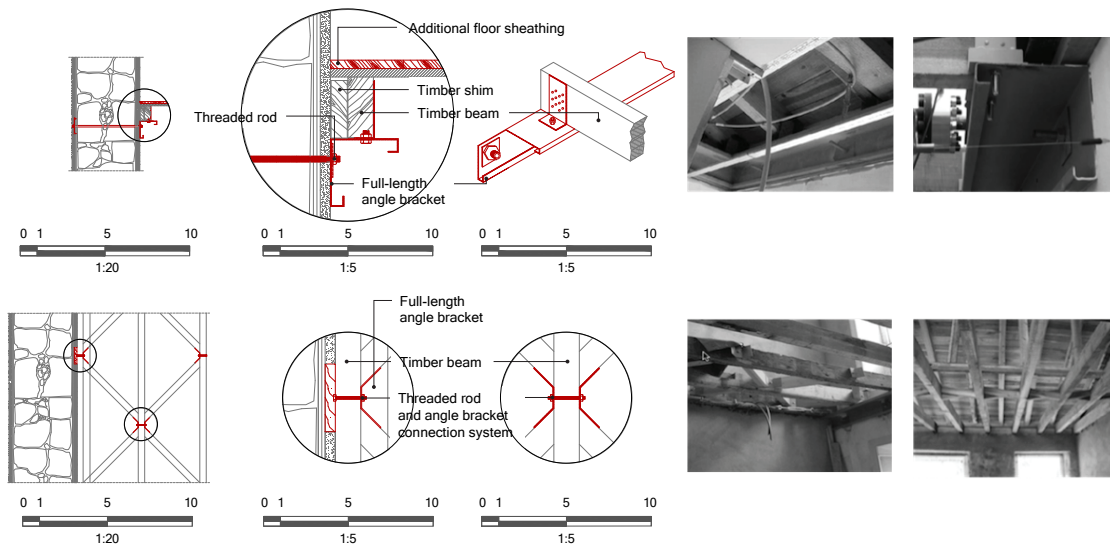 Additional floor sheathing
Timber shim
Timber beam
Threaded rod
Full-length
angle bracket
0 1 5 10
1:20
0 1 5 10
1:5
0 1 5 10
1:5
Full-length
angle bracket
Timber beam
Threaded rod
and angle bracket
connection system
0 1 5 10
1:20
0 1 5 10
1:5
0 1 5 10
1:5